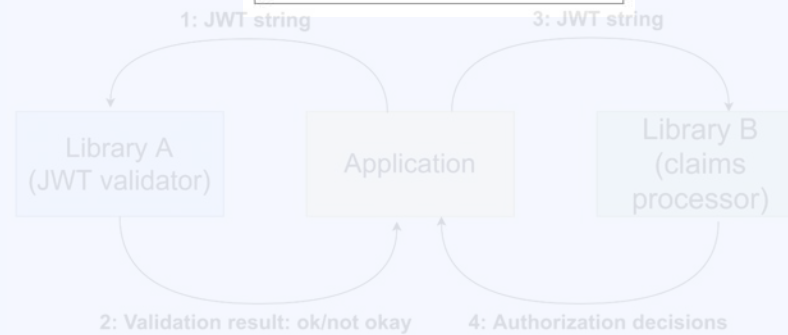 1: JWT string
3: JWT string
Library A
(JWT validator)
Application
Library B
(claims
processor)
2: Validation result: ok/not okay
4: Authorization decisions